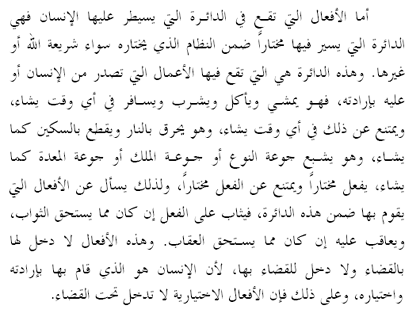 أما الأفعال التي تقع في الدائرة التي يسيطر عليها الإنسان فهي
الدائرة التي يسير فيها مختاراً ضمن النظام الذي يختاره سواء شريعة الله أو
غيرها. وهذه الدائرة هي التي تقع فيها الأعمال التي تصدر من الإنسان أو
عليه بإرادته، فهو يمشي ويأكل ويشرب ويسافر في أي وقت يشاء،
ويمتنع عن ذلك في أي وقت يشاء، وهو يحرق بالنار ويقطع بالسكين كما
يشاء، وهو يشبع جوعة النوع أو جوعة الملك أو جوعة المعدة كما
يشاء، يفعل مختاراً ويمتنع عن الفعل مختاراً، ولذلك يسأل عن الأفعال التي
يقوم بها ضمن هذه الدائرة، فيثاب على الفعل إن كان مما يستحق الثواب،
ويعاقب عليه إن كان مما يستحق العقاب. وهذه الأفعال لا دخل لها
بالقضاء ولا دخل للقضاء بها، لأن الإنسان هو الذي قام بها بإرادته
واختياره، وعلى ذلك فإن الأفعال الاختيارية لا تدخل تحت القضاء.